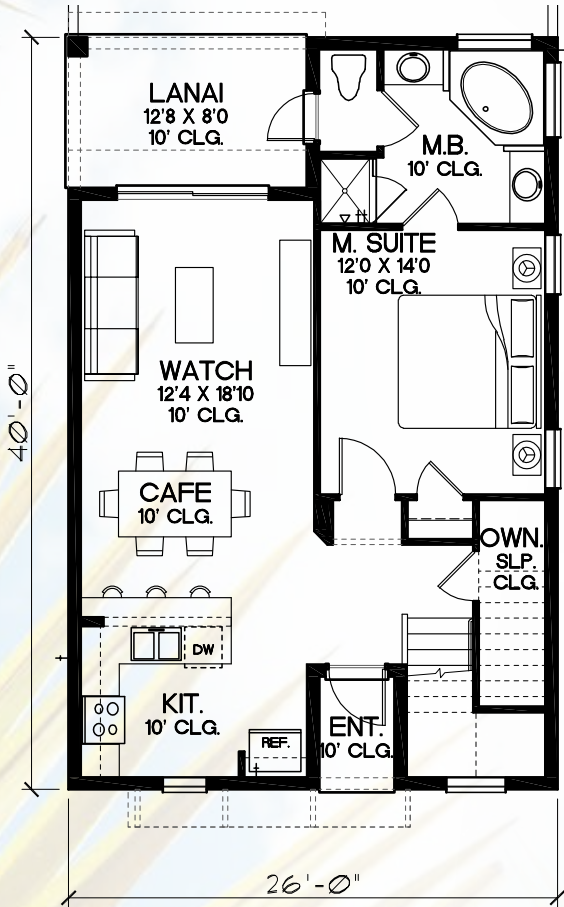 LANAI
12'8 X 8'0
10' CLG.
M.B.
10' CLG.
M. SUITE
12'0 X 14'0
10' CLG.
WATCH
12'4 X 18'10
10' CLG.
40'-0"
CAFE
10' CLG.
OWN.
SLP.
CLG.
DW
KIT.
10' CLG.
REF.
ENT.
10' CLG.
26'-0"